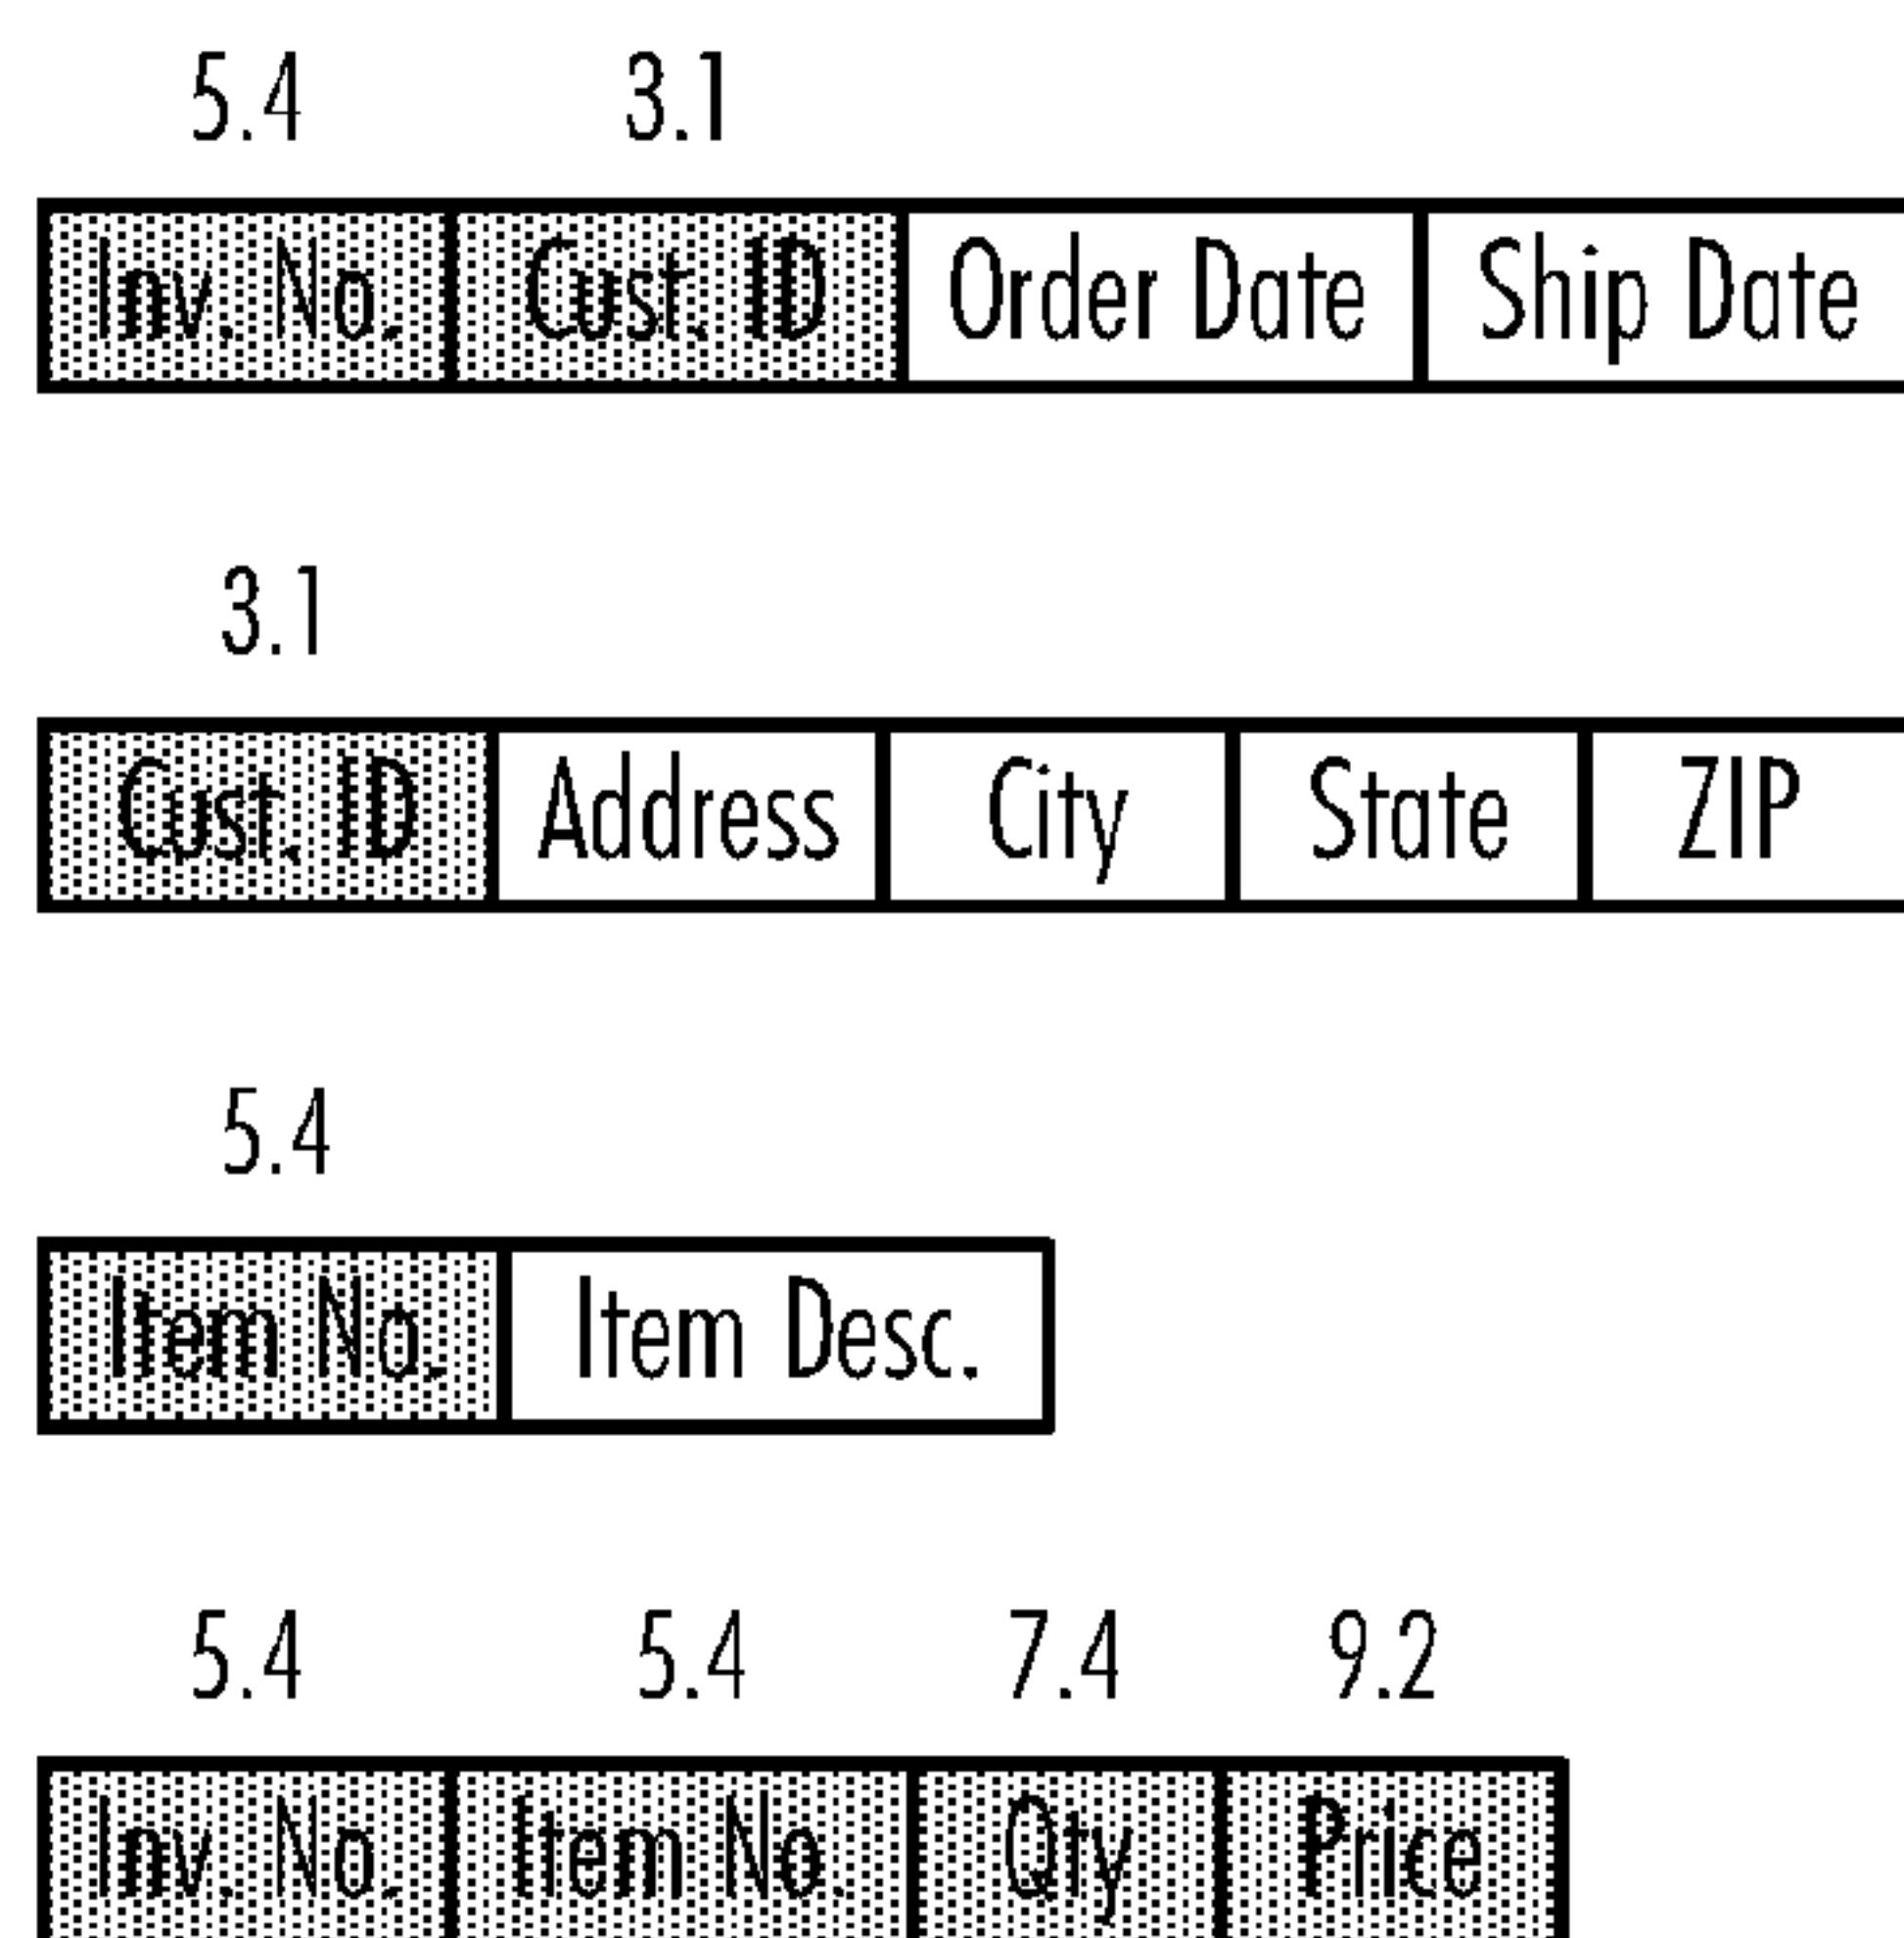 5.4 3.1
Inv. No. Cust. ID Order Date Ship Date
3.1
Cust. ID Address City State ZIP
5.4
Item No. Item Desc.
5.4 5.4 7.4 9.2
Inv. No. Item No. Qty Price